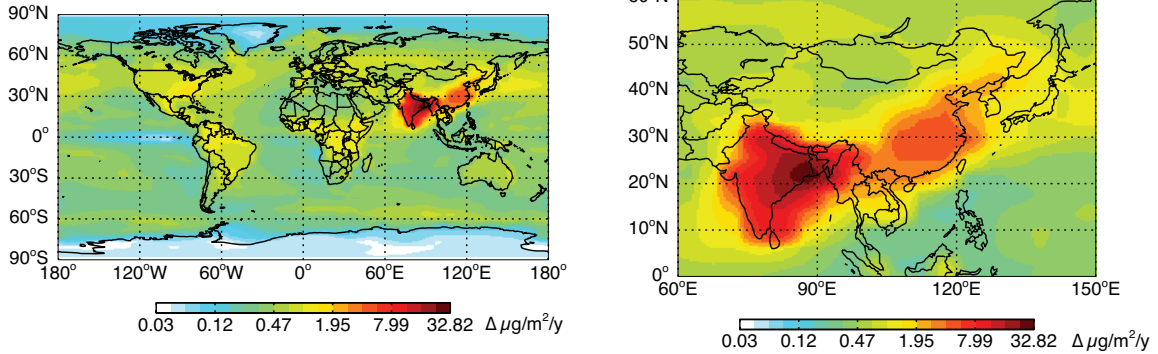 90°N
60°N
30°N
0°
30°S
60°S
90°S
180° 120°W 60°W 0° 60°E 120°E 180°
0.03 0.12 0.47 1.95 7.99 32.82 Δ μg/m²/y
50°N
40°N
30°N
20°N
10°N
0°
60°E 90°E 120°E 150°E
0.03 0.12 0.47 1.95 7.99 32.82 Δ μg/m²/y